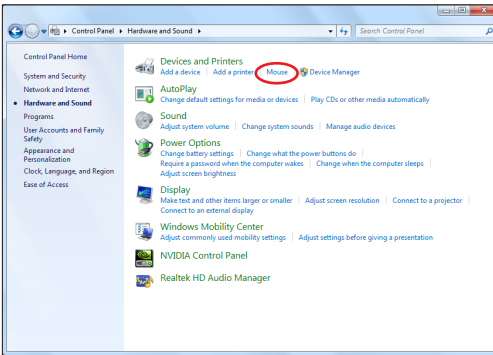 Control Panel ▸ Hardware and Sound ▸
Search Control Panel
Control Panel Home
System and Security
Network and Internet
Hardware and Sound
Programs
User Accounts and Family
Safety
Appearance and
Personalization
Clock, Language, and Region
Ease of Access
Devices and Printers
Add a device | Add a printer | Mouse | Device Manager
AutoPlay
Change default settings for media or devices | Play CDs or other media automatically
Sound
Adjust system volume | Change system sounds | Manage audio devices
Power Options
Change battery settings | Change what the power buttons do |
Require a password when the computer wakes | Change when the computer sleeps |
Adjust screen brightness
Display
Make text and other items larger or smaller | Adjust screen resolution | Connect to a projector |
Connect to an external display
Windows Mobility Center
Adjust commonly used mobility settings | Adjust settings before giving a presentation
NVIDIA Control Panel
Realtek HD Audio Manager